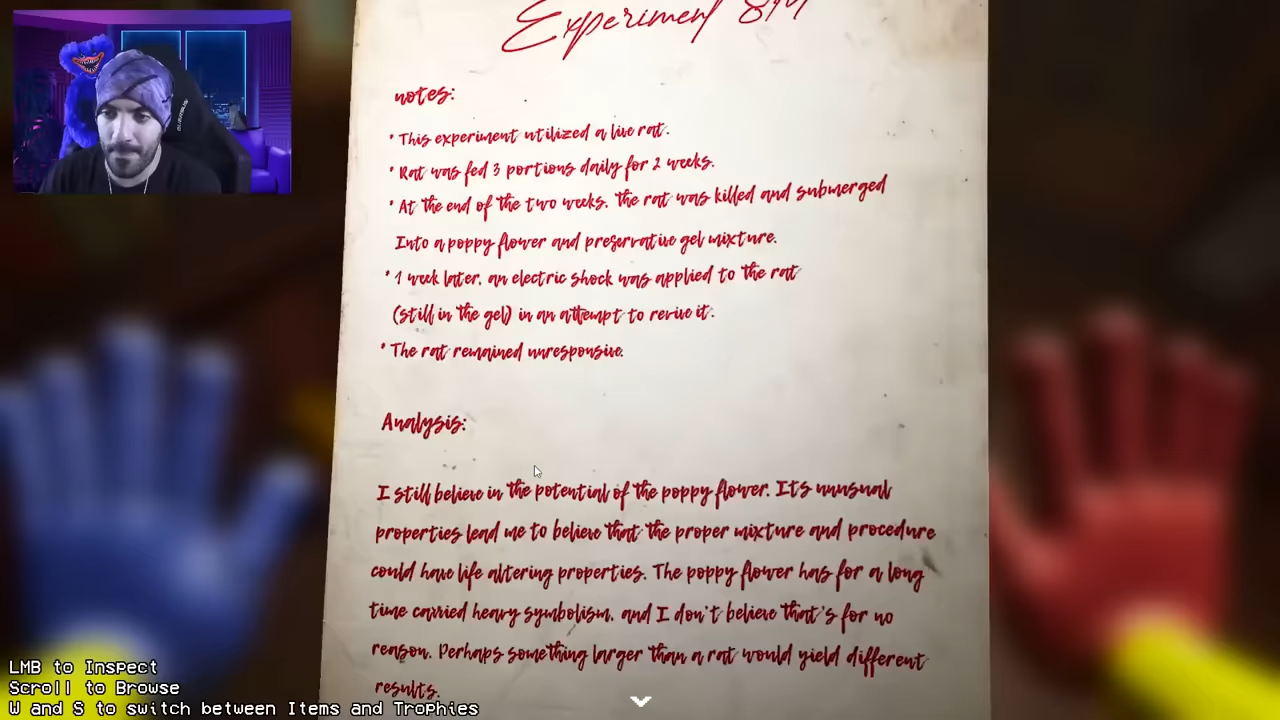 Experiment 814
notes:
• This experiment utilized a live rat.
• Rat was fed 3 portions daily for 2 weeks.
• At the end of the two weeks, the rat was killed and submerged
Into a poppy flower and preservative gel mixture.
• 1 week later, an electric shock was applied to the rat
(still in the gel) in an attempt to revive it.
• The rat remained unresponsive.
Analysis:
I still believe in the potential of the poppy flower. Its unusual
properties lead me to believe that the proper mixture and procedure
could have life altering properties. The poppy flower has for a long
time carried heavy symbolism, and I don't believe that's for no
reason. Perhaps something larger than a rat would yield different
results.
LMB to Inspect
Scroll to Browse
W and S to switch between Items and Trophies